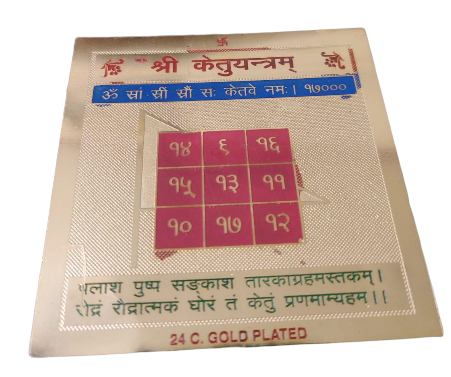 श्री केतुयन्त्रम्
ॐ स्रां स्रीं स्रौं सः केतवे नमः। १७०००
१४ ६ १६
१५ १३ ११
१० १७ १२
पलाश पुष्प सङ्काश तारकाग्रहमस्तकम्।
रौद्रं रौद्रात्मकं घोरं तं केतुं प्रणमाम्यहम।।
24 C. GOLD PLATED